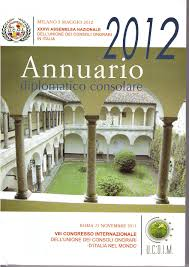 MILANO 5 MAGGIO 2012
XXXVI ASSEMBLEA NAZIONALE
DELL'UNIONE DEI CONSOLI ONORARI
IN ITALIA
2012
Annuario
diplomatico consolare
ROMA 21 NOVEMBRE 2011
VIII CONGRESSO INTERNAZIONALE
DELL'UNIONE DEI CONSOLI ONORARI
D'ITALIA NEL MONDO
U.C.O.I.M.